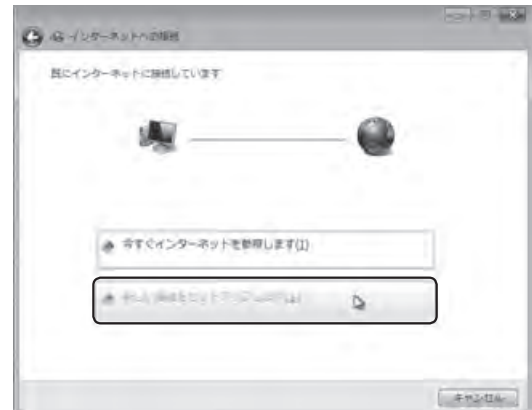 インターネットへの接続
既にインターネットに接続しています
今すぐインターネットを参照します(I)
キャンセル